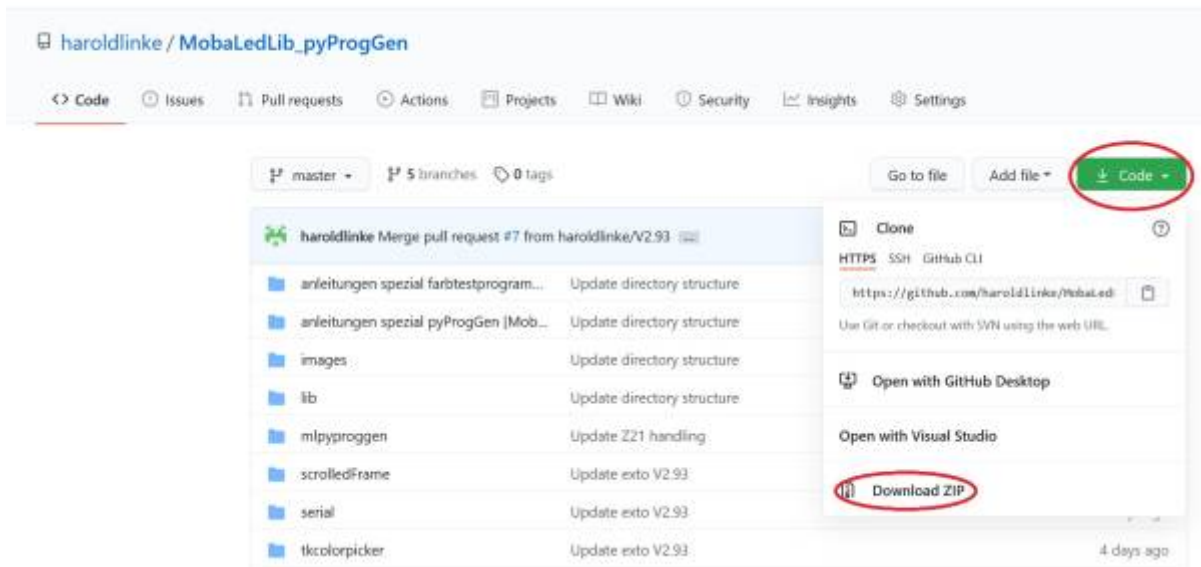 haroldlinke / MobaLedLib_pyProgGen
<> Code Issues Pull requests Actions Projects Wiki Security Insights Settings
master 5 branches 0 tags Go to file Add file Code
haroldlinke Merge pull request #7 from haroldlinke/V2.93 ...
Clone
HTTPS SSH GitHub CLI
https://github.com/haroldlinke/MobaLed
Use Git or checkout with SVN using the web URL.
Open with GitHub Desktop
Open with Visual Studio
Download ZIP
anleitungen spezial farbtestprogram... Update directory structure
anleitungen spezial pyProgGen [Mob... Update directory structure
images Update directory structure
lib Update directory structure
mlpyproggen Update Z21 handling
scrolledFrame Update exto V2.93
serial Update exto V2.93
tkcolorpicker Update exto V2.93 4 days ago